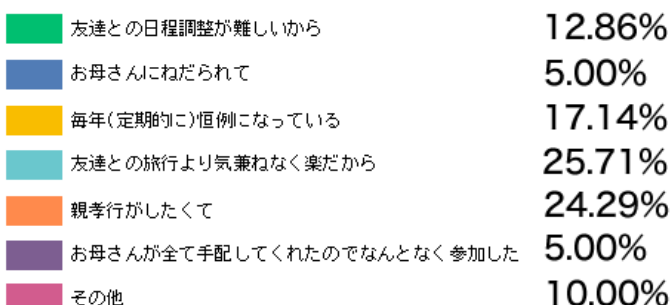 友達との日程調整が難しいから 12.86%
お母さんにねだられて 5.00%
毎年(定期的に)恒例になっている 17.14%
友達との旅行より気兼ねなく楽だから 25.71%
親孝行がしたくて 24.29%
お母さんが全て手配してくれたのでなんとなく参加した 5.00%
その他 10.00%